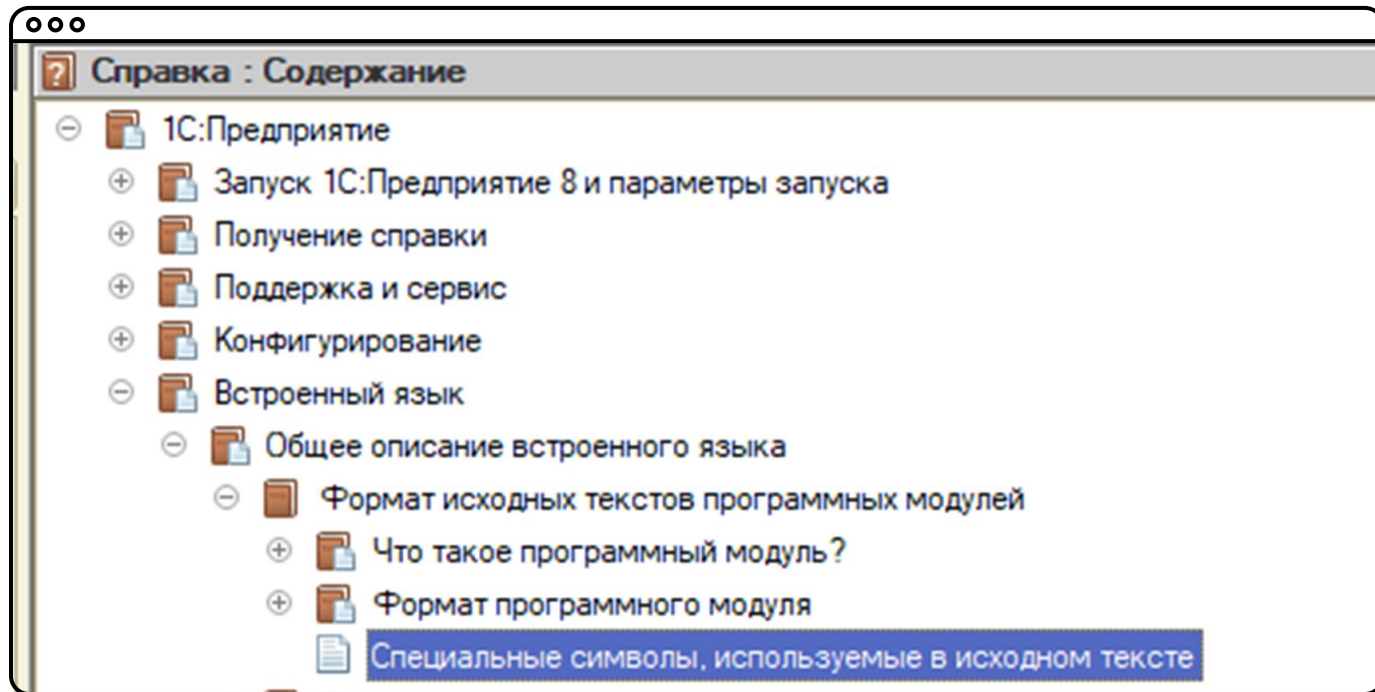 Справка : Содержание
1С:Предприятие
Запуск 1С:Предприятие 8 и параметры запуска
Получение справки
Поддержка и сервис
Конфигурирование
Встроенный язык
Общее описание встроенного языка
Формат исходных текстов программных модулей
Что такое программный модуль?
Формат программного модуля
Специальные символы, используемые в исходном тексте